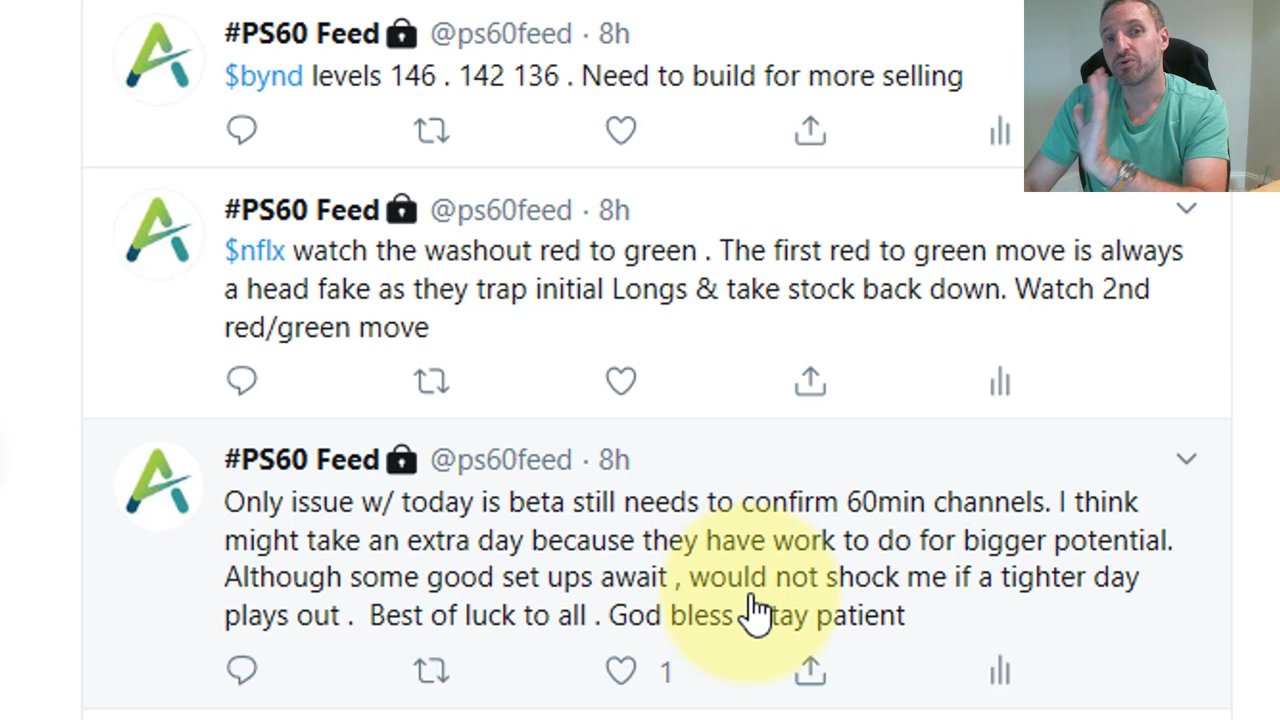 #PS60 Feed @ps60feed · 8h
$bynd levels 146 . 142 136 . Need to build for more selling
#PS60 Feed @ps60feed · 8h
$nflx watch the washout red to green . The first red to green move is always
a head fake as they trap initial Longs & take stock back down. Watch 2nd
red/green move
#PS60 Feed @ps60feed · 8h
Only issue w/ today is beta still needs to confirm 60min channels. I think
might take an extra day because they have work to do for bigger potential.
Although some good set ups await , would not shock me if a tighter day
plays out . Best of luck to all . God bless patient
1